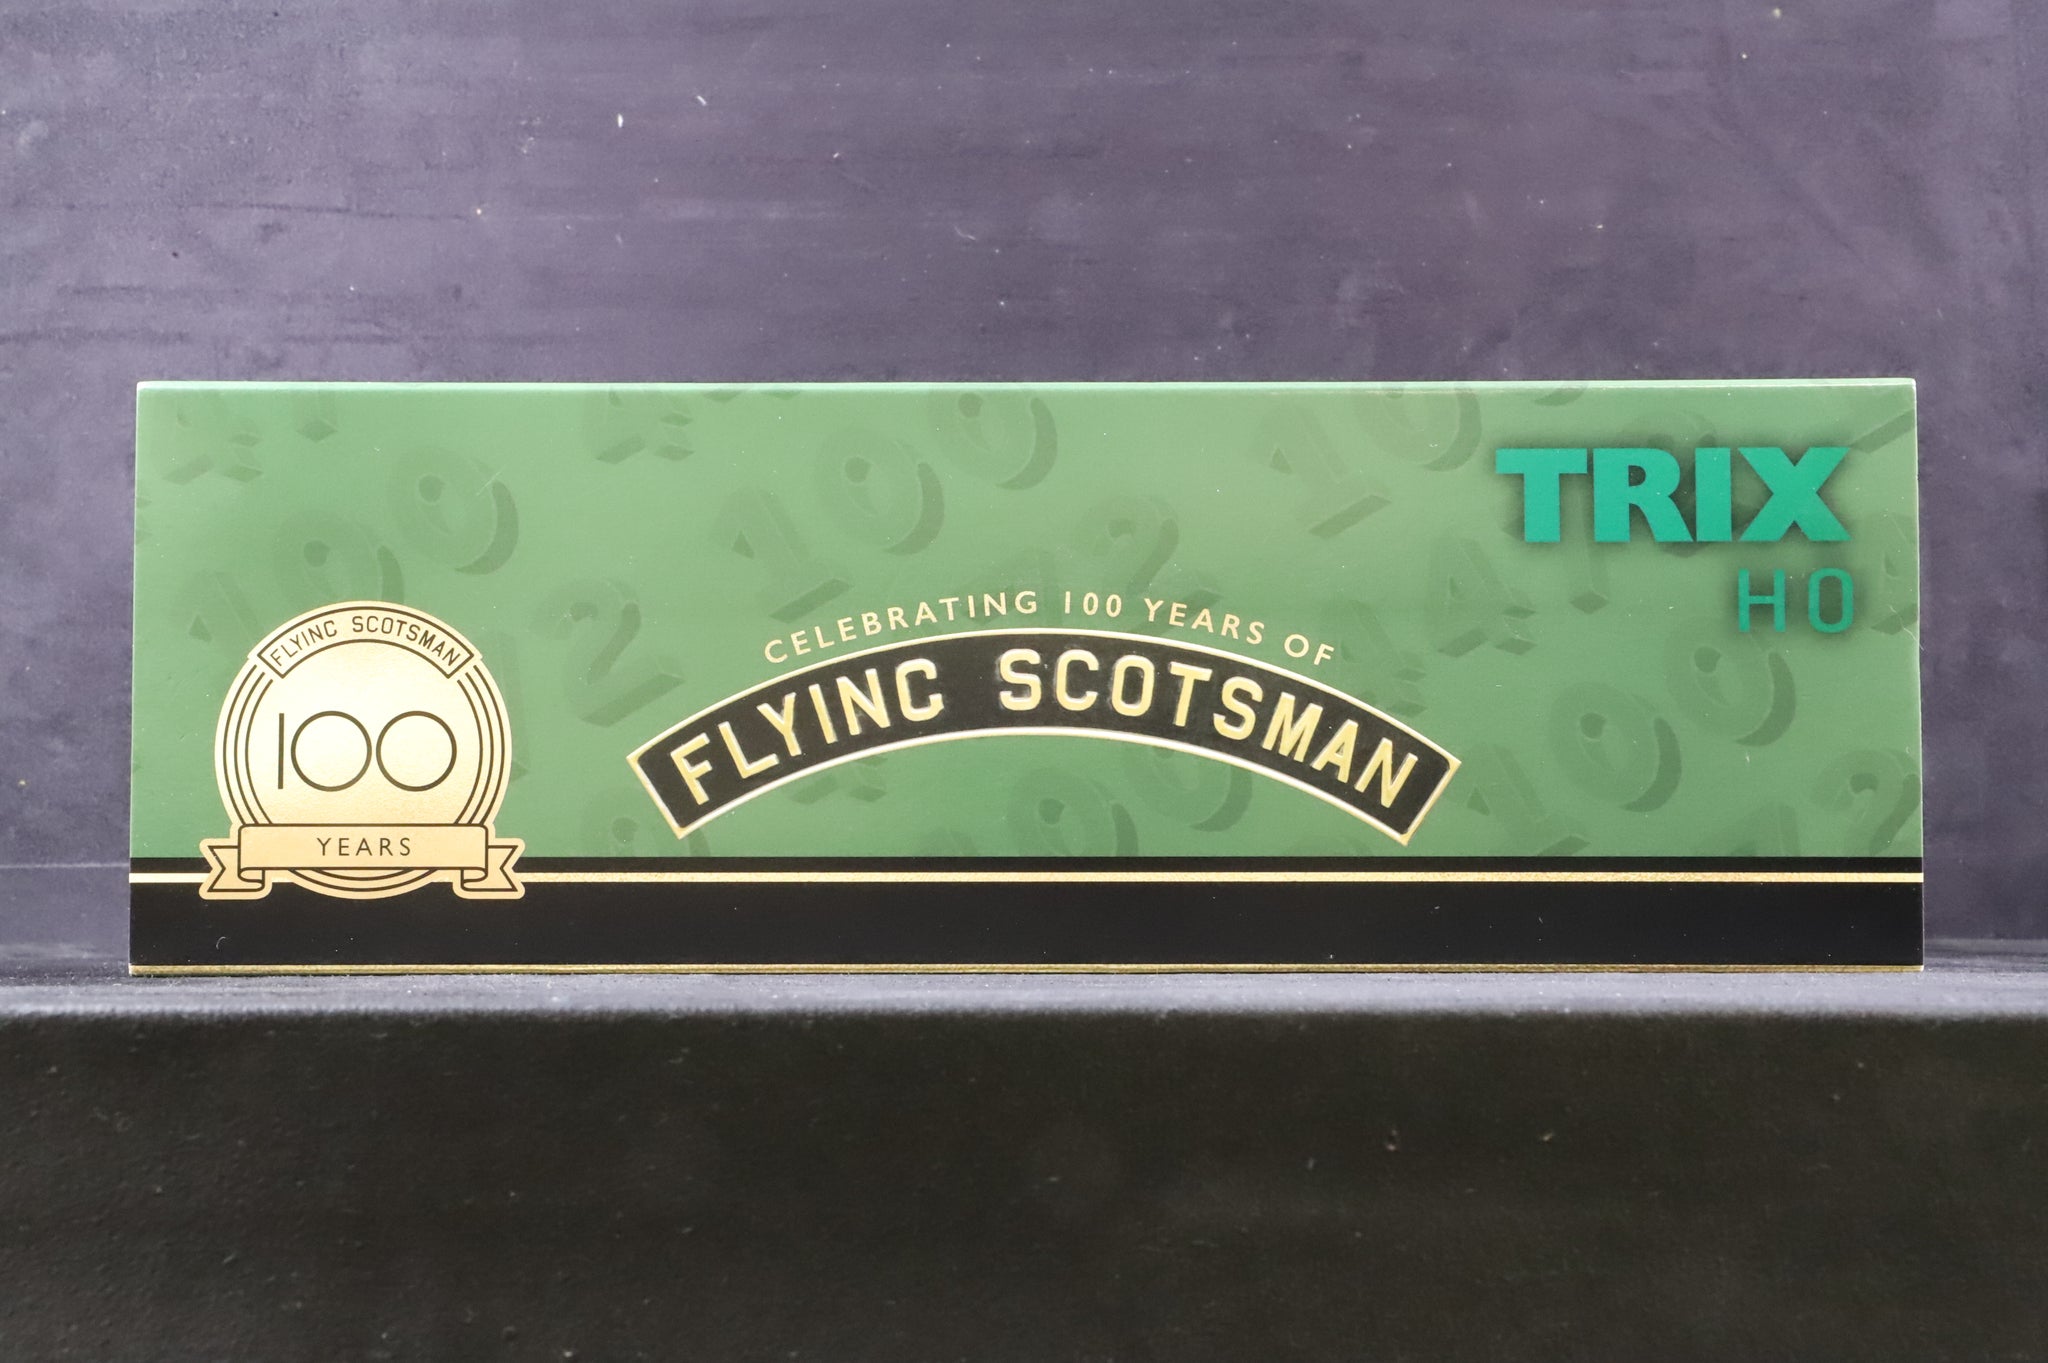 TRIX
H0
CELEBRATING 100 YEARS OF
FLYING SCOTSMAN
FLYING SCOTSMAN
100
YEARS